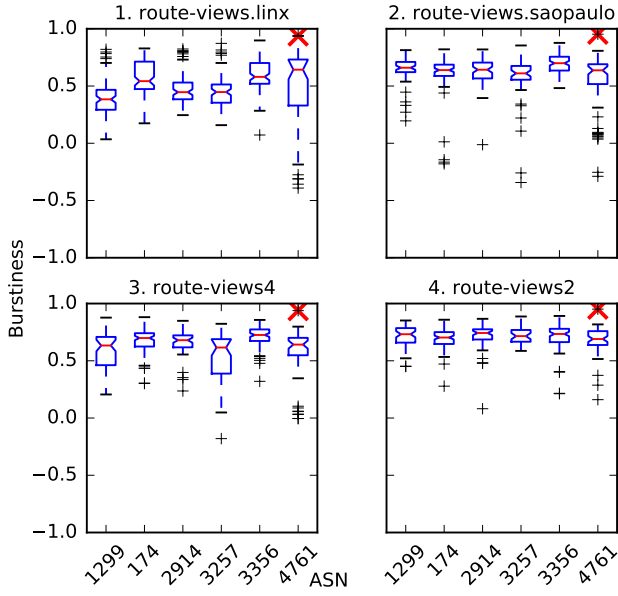 1. route-views.linx
2. route-views.saopaulo
1.0
0.5
0.0
−0.5
−1.0
3. route-views4
4. route-views2
1.0
0.5
0.0
−0.5
−1.0
Burstiness
1299 174 2914 3257 3356 4761
ASN
1299 174 2914 3257 3356 4761